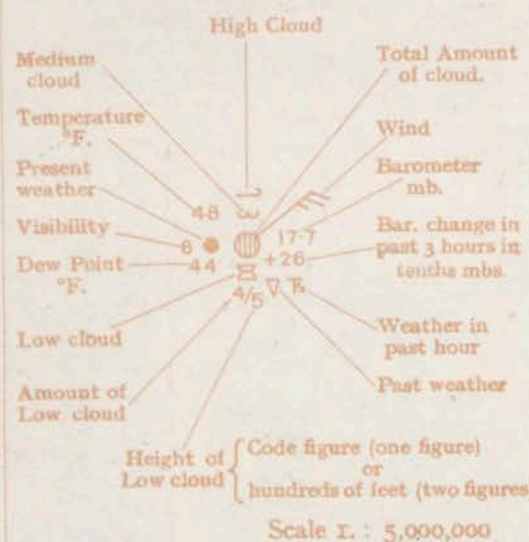 High Cloud
Medium
cloud
Total Amount
of cloud.
Temperature
°F.
Wind
Present
weather
Barometer
mb.
48
Visibility
6
17·7
Bar. change in
past 3 hours in
tenths mbs.
Dew Point
°F.
44
+26
4/5
Low cloud
Weather in
past hour
Amount of
Low cloud
Past weather
Height of
Low cloud
Code figure (one figure)
or
hundreds of feet (two figures
Scale 1. : 5,000,000